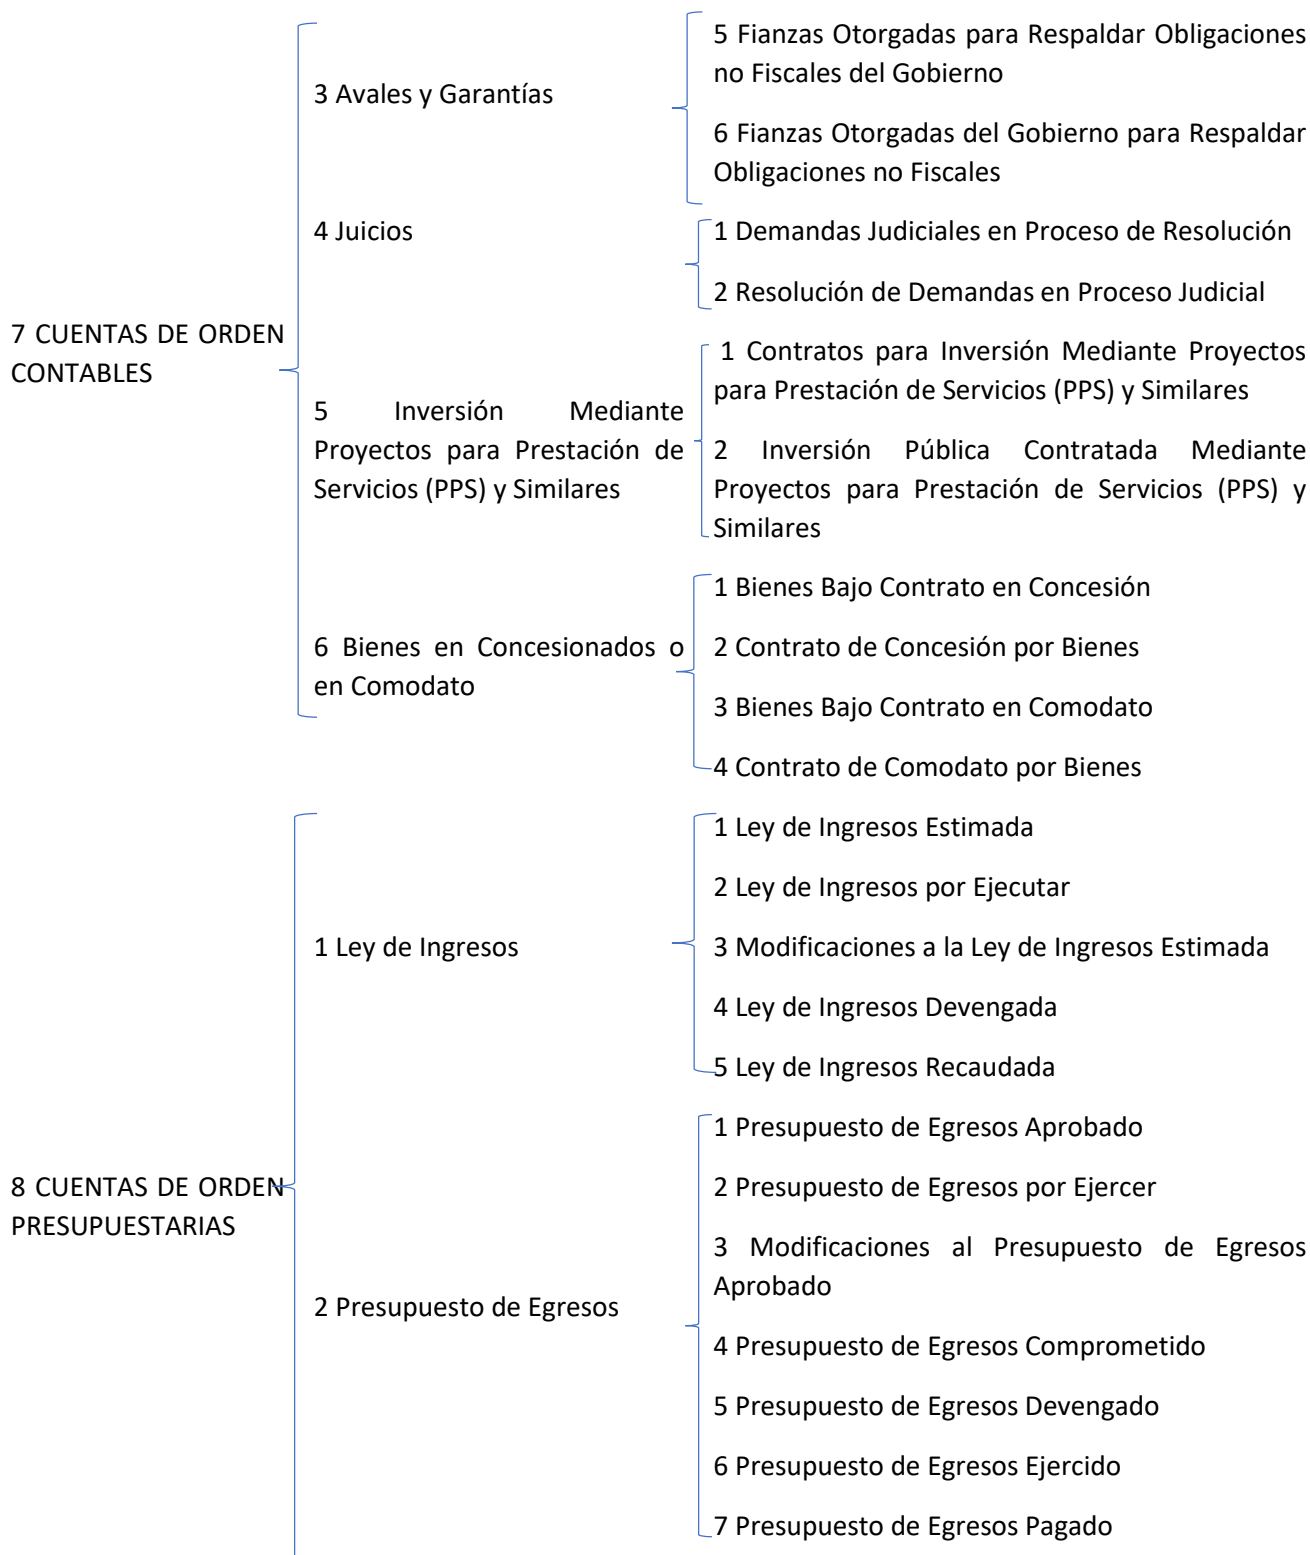 7 CUENTAS DE ORDEN
CONTABLES
3 Avales y Garantías
5 Fianzas Otorgadas para Respaldar Obligaciones
no Fiscales del Gobierno
6 Fianzas Otorgadas del Gobierno para Respaldar
Obligaciones no Fiscales
4 Juicios
1 Demandas Judiciales en Proceso de Resolución
2 Resolución de Demandas en Proceso Judicial
5 Inversión Mediante
Proyectos para Prestación de
Servicios (PPS) y Similares
1 Contratos para Inversión Mediante Proyectos
para Prestación de Servicios (PPS) y Similares
2 Inversión Pública Contratada Mediante
Proyectos para Prestación de Servicios (PPS) y
Similares
6 Bienes en Concesionados o
en Comodato
1 Bienes Bajo Contrato en Concesión
2 Contrato de Concesión por Bienes
3 Bienes Bajo Contrato en Comodato
4 Contrato de Comodato por Bienes
8 CUENTAS DE ORDEN
PRESUPUESTARIAS
1 Ley de Ingresos
1 Ley de Ingresos Estimada
2 Ley de Ingresos por Ejecutar
3 Modificaciones a la Ley de Ingresos Estimada
4 Ley de Ingresos Devengada
5 Ley de Ingresos Recaudada
2 Presupuesto de Egresos
1 Presupuesto de Egresos Aprobado
2 Presupuesto de Egresos por Ejercer
3 Modificaciones al Presupuesto de Egresos
Aprobado
4 Presupuesto de Egresos Comprometido
5 Presupuesto de Egresos Devengado
6 Presupuesto de Egresos Ejercido
7 Presupuesto de Egresos Pagado